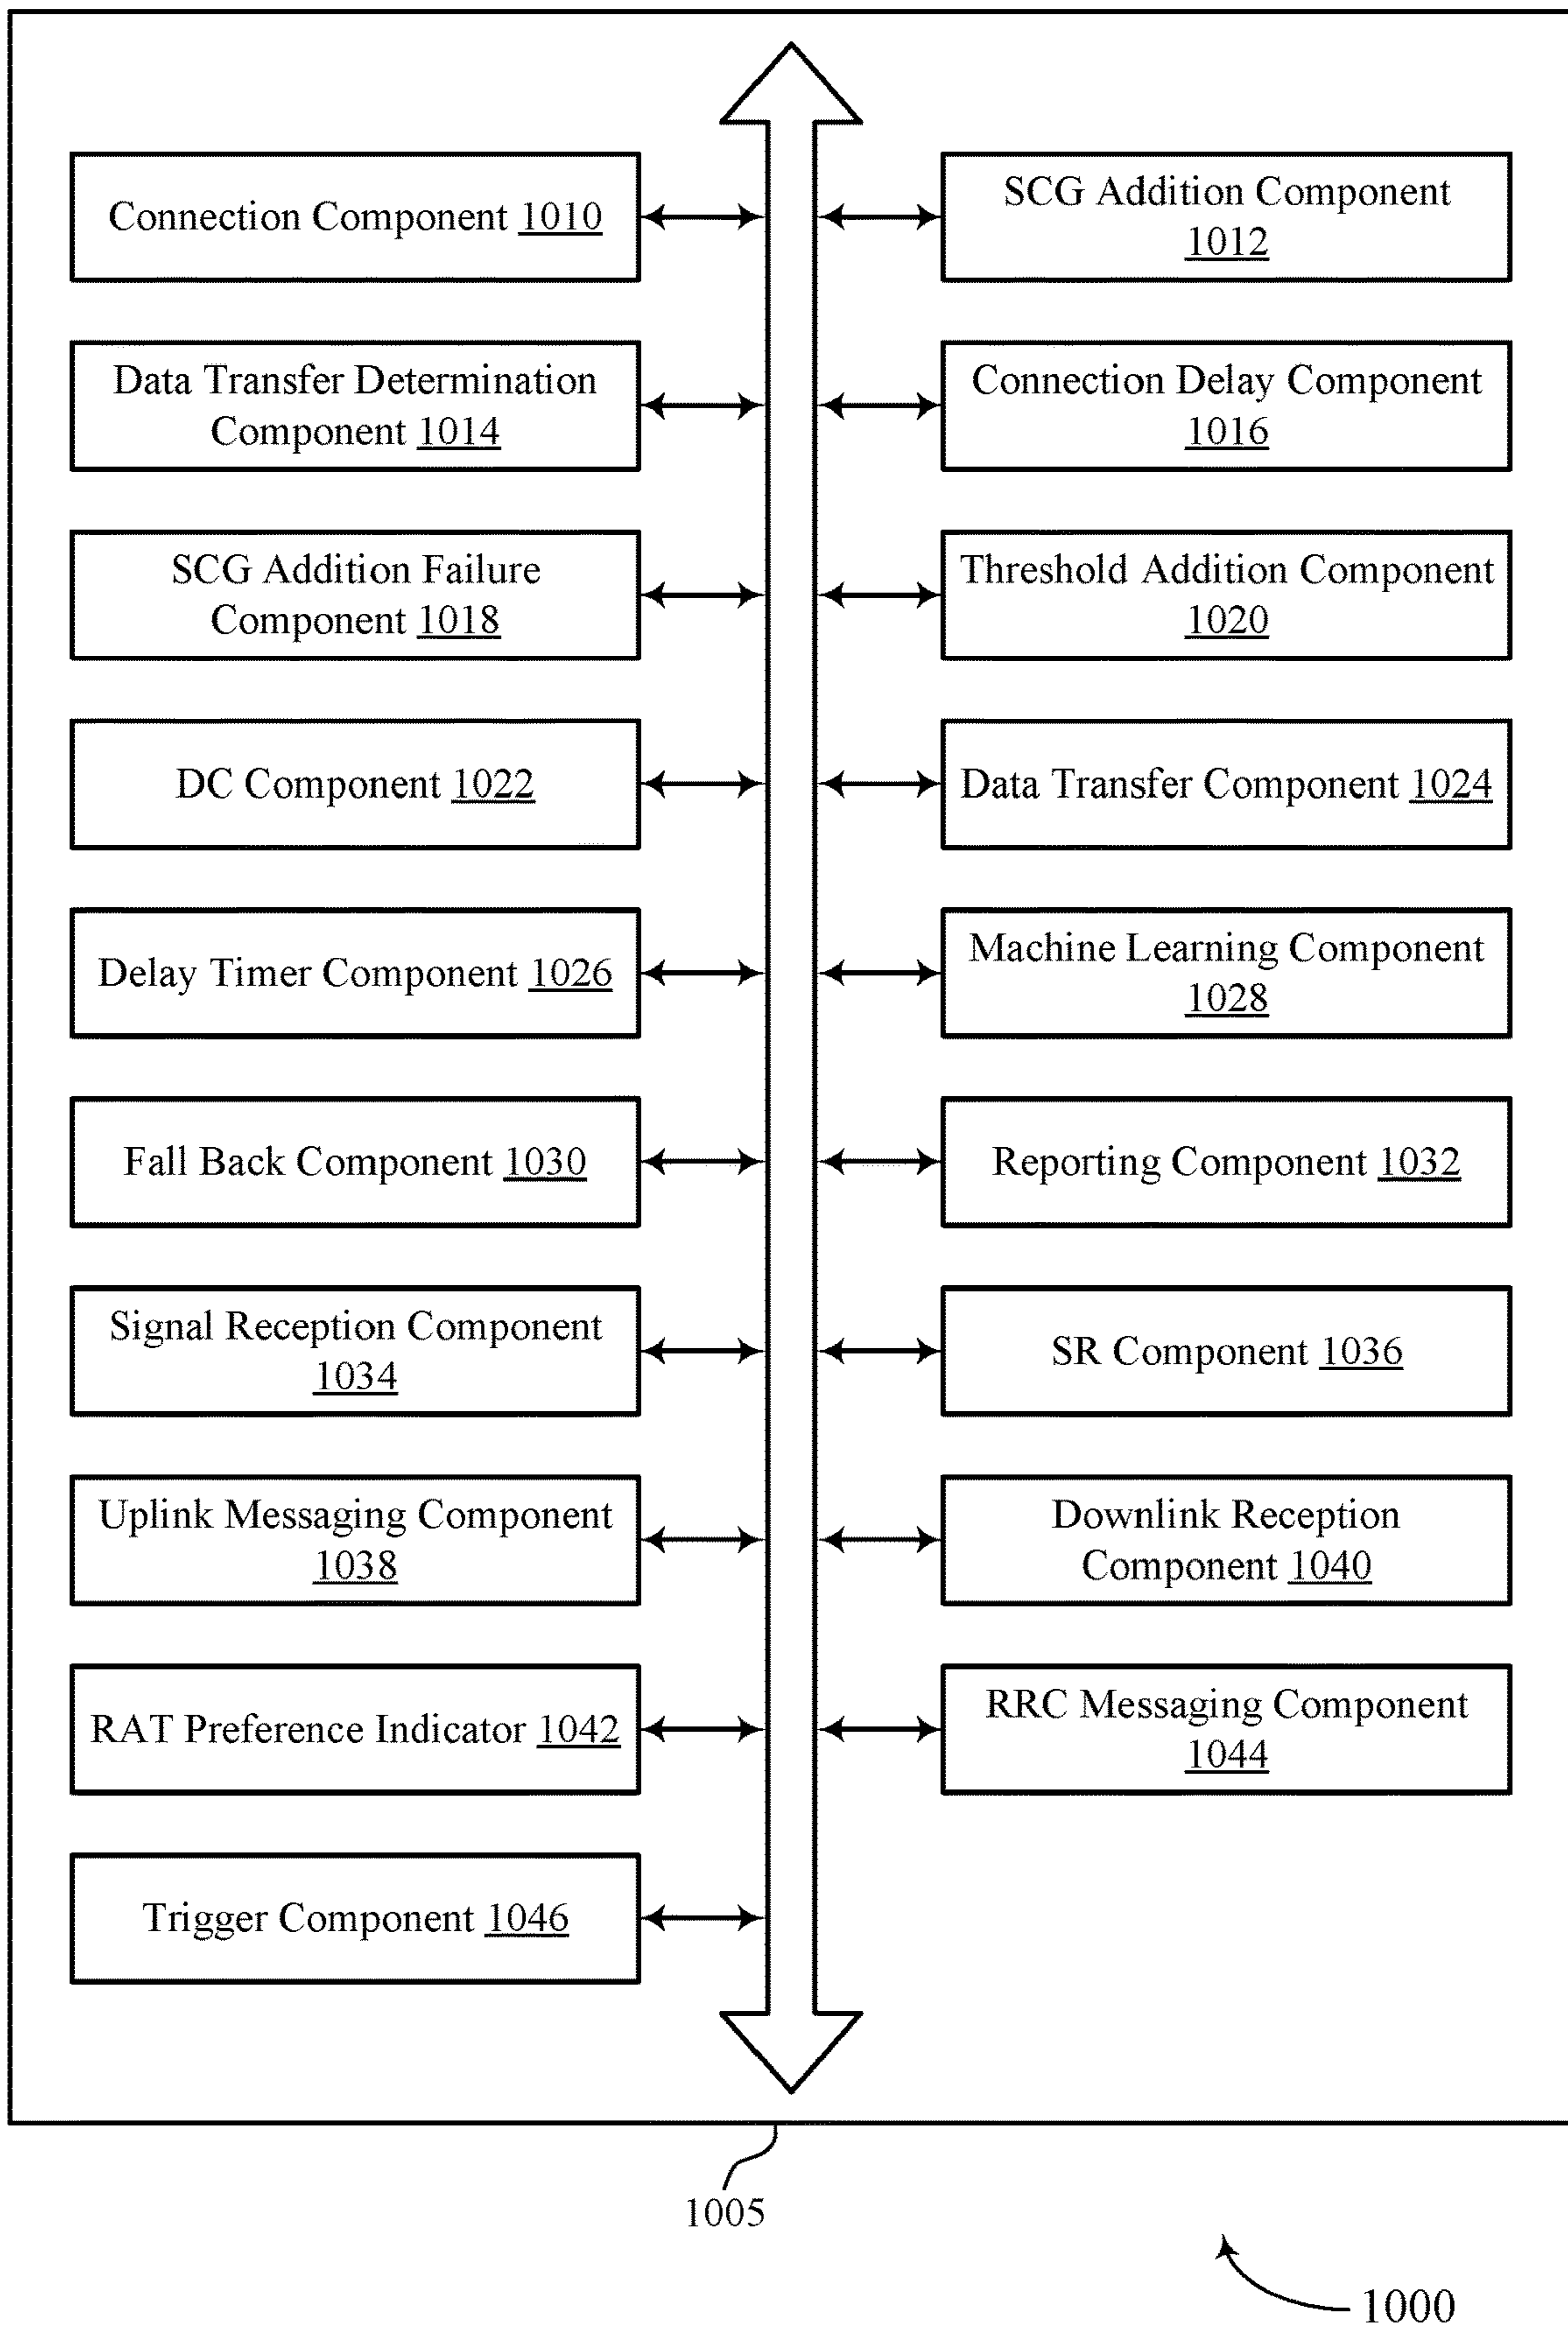 Connection Component 1010
SCG Addition Component
1012
Data Transfer Determination
Component 1014
Connection Delay Component
1016
SCG Addition Failure
Component 1018
Threshold Addition Component
1020
DC Component 1022
Data Transfer Component 1024
Delay Timer Component 1026
Machine Learning Component
1028
Fall Back Component 1030
Reporting Component 1032
Signal Reception Component
1034
SR Component 1036
Uplink Messaging Component
1038
Downlink Reception
Component 1040
RAT Preference Indicator 1042
RRC Messaging Component
1044
Trigger Component 1046
1005
1000